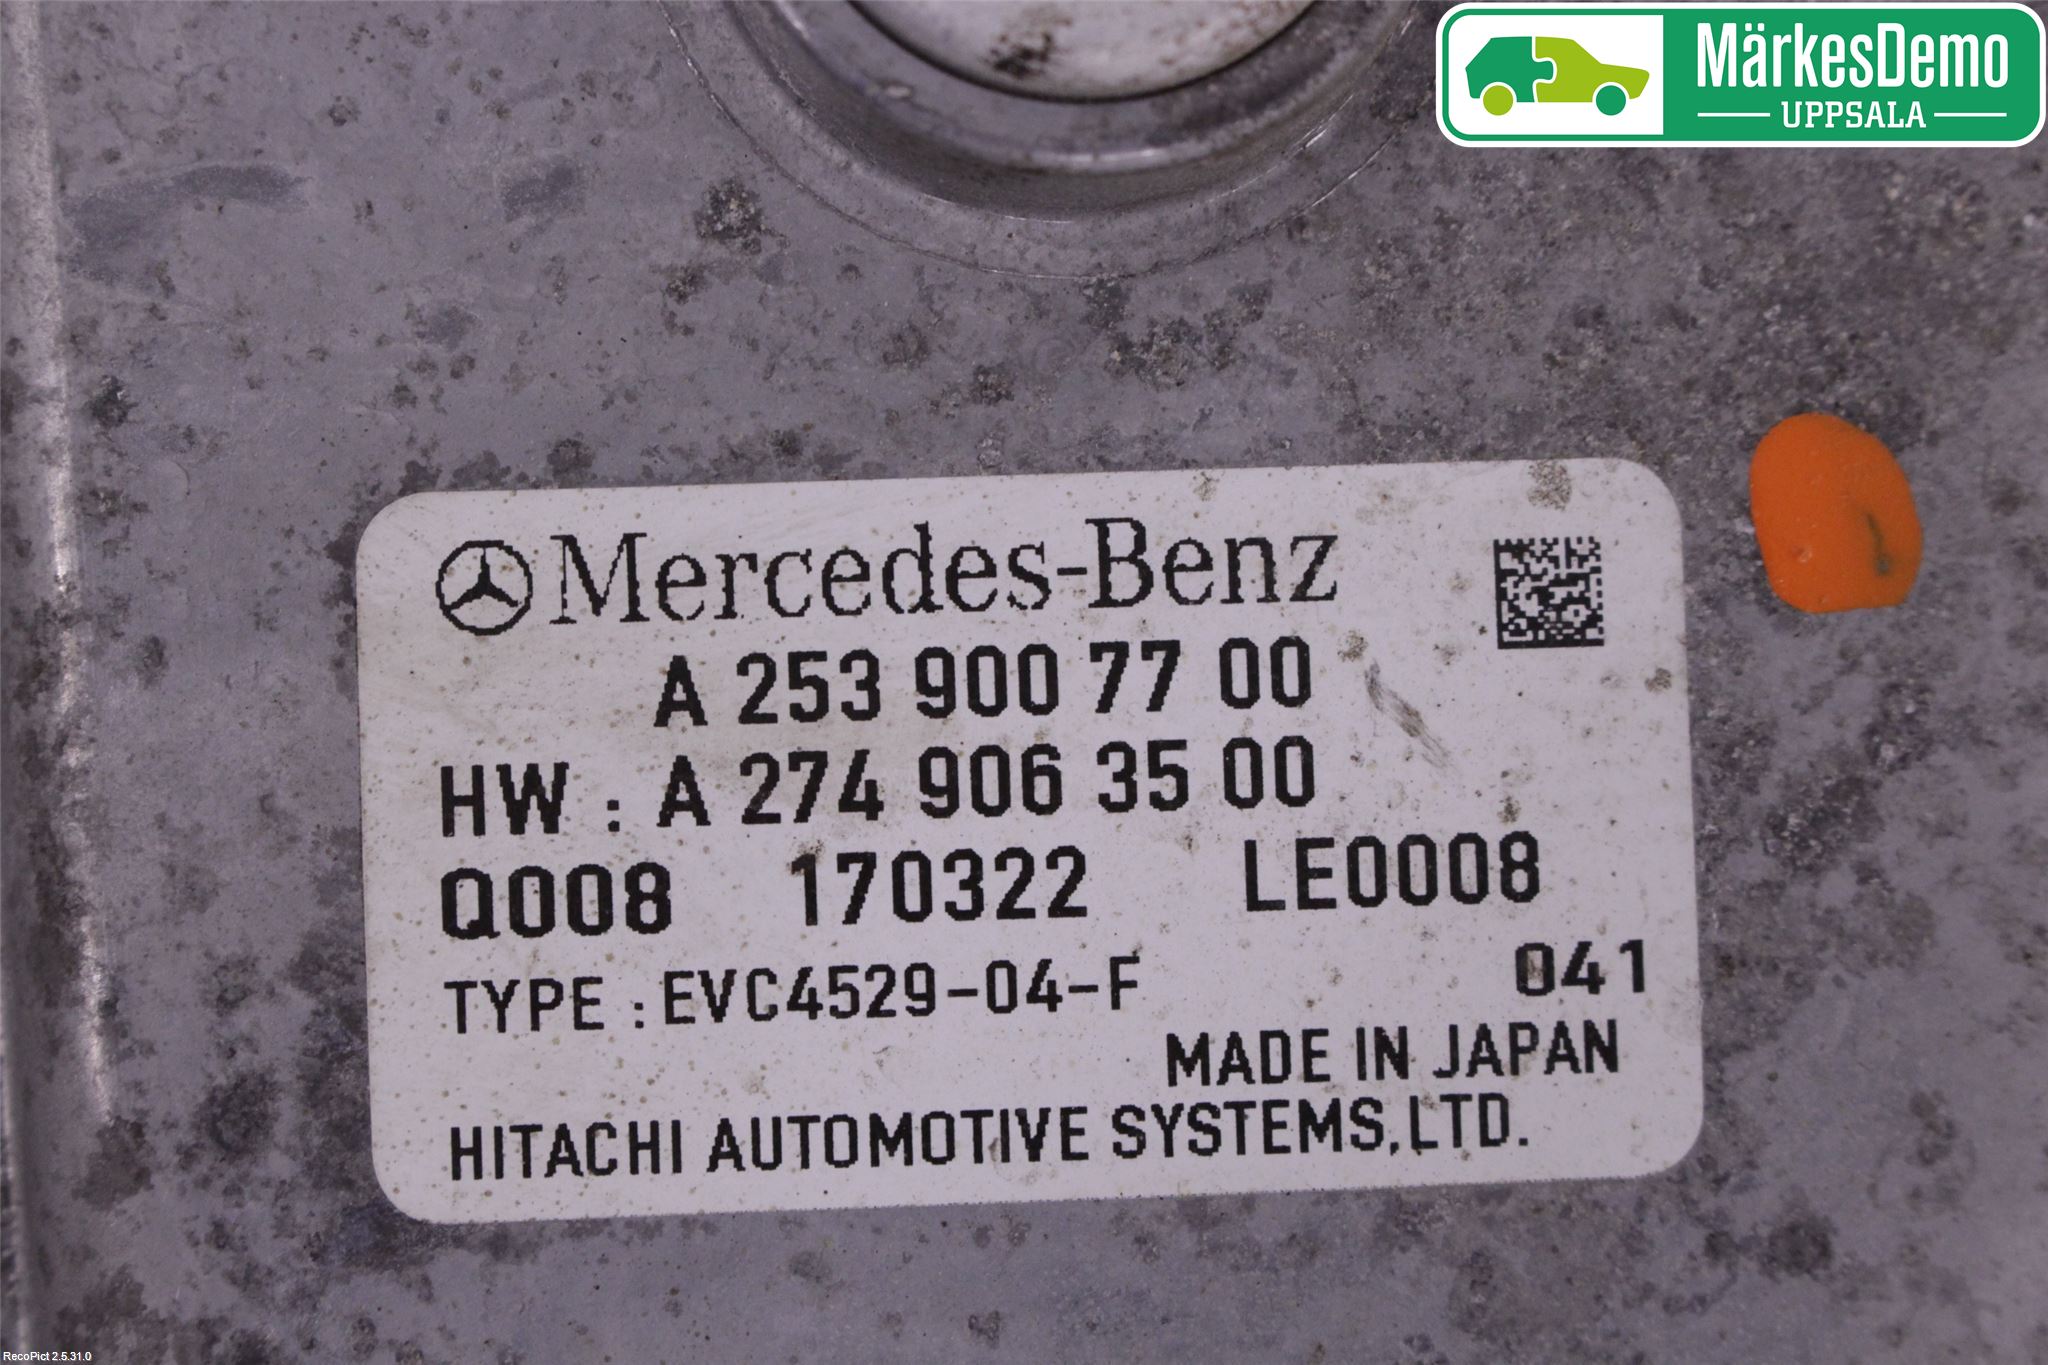 MärkesDemo
UPPSALA
Mercedes-Benz
A 253 900 77 00
HW : A 274 906 35 00
Q008 170322 LE0008
TYPE : EVC4529-04-F 041
MADE IN JAPAN
HITACHI AUTOMOTIVE SYSTEMS,LTD.
RecoPict 2.5.31.0